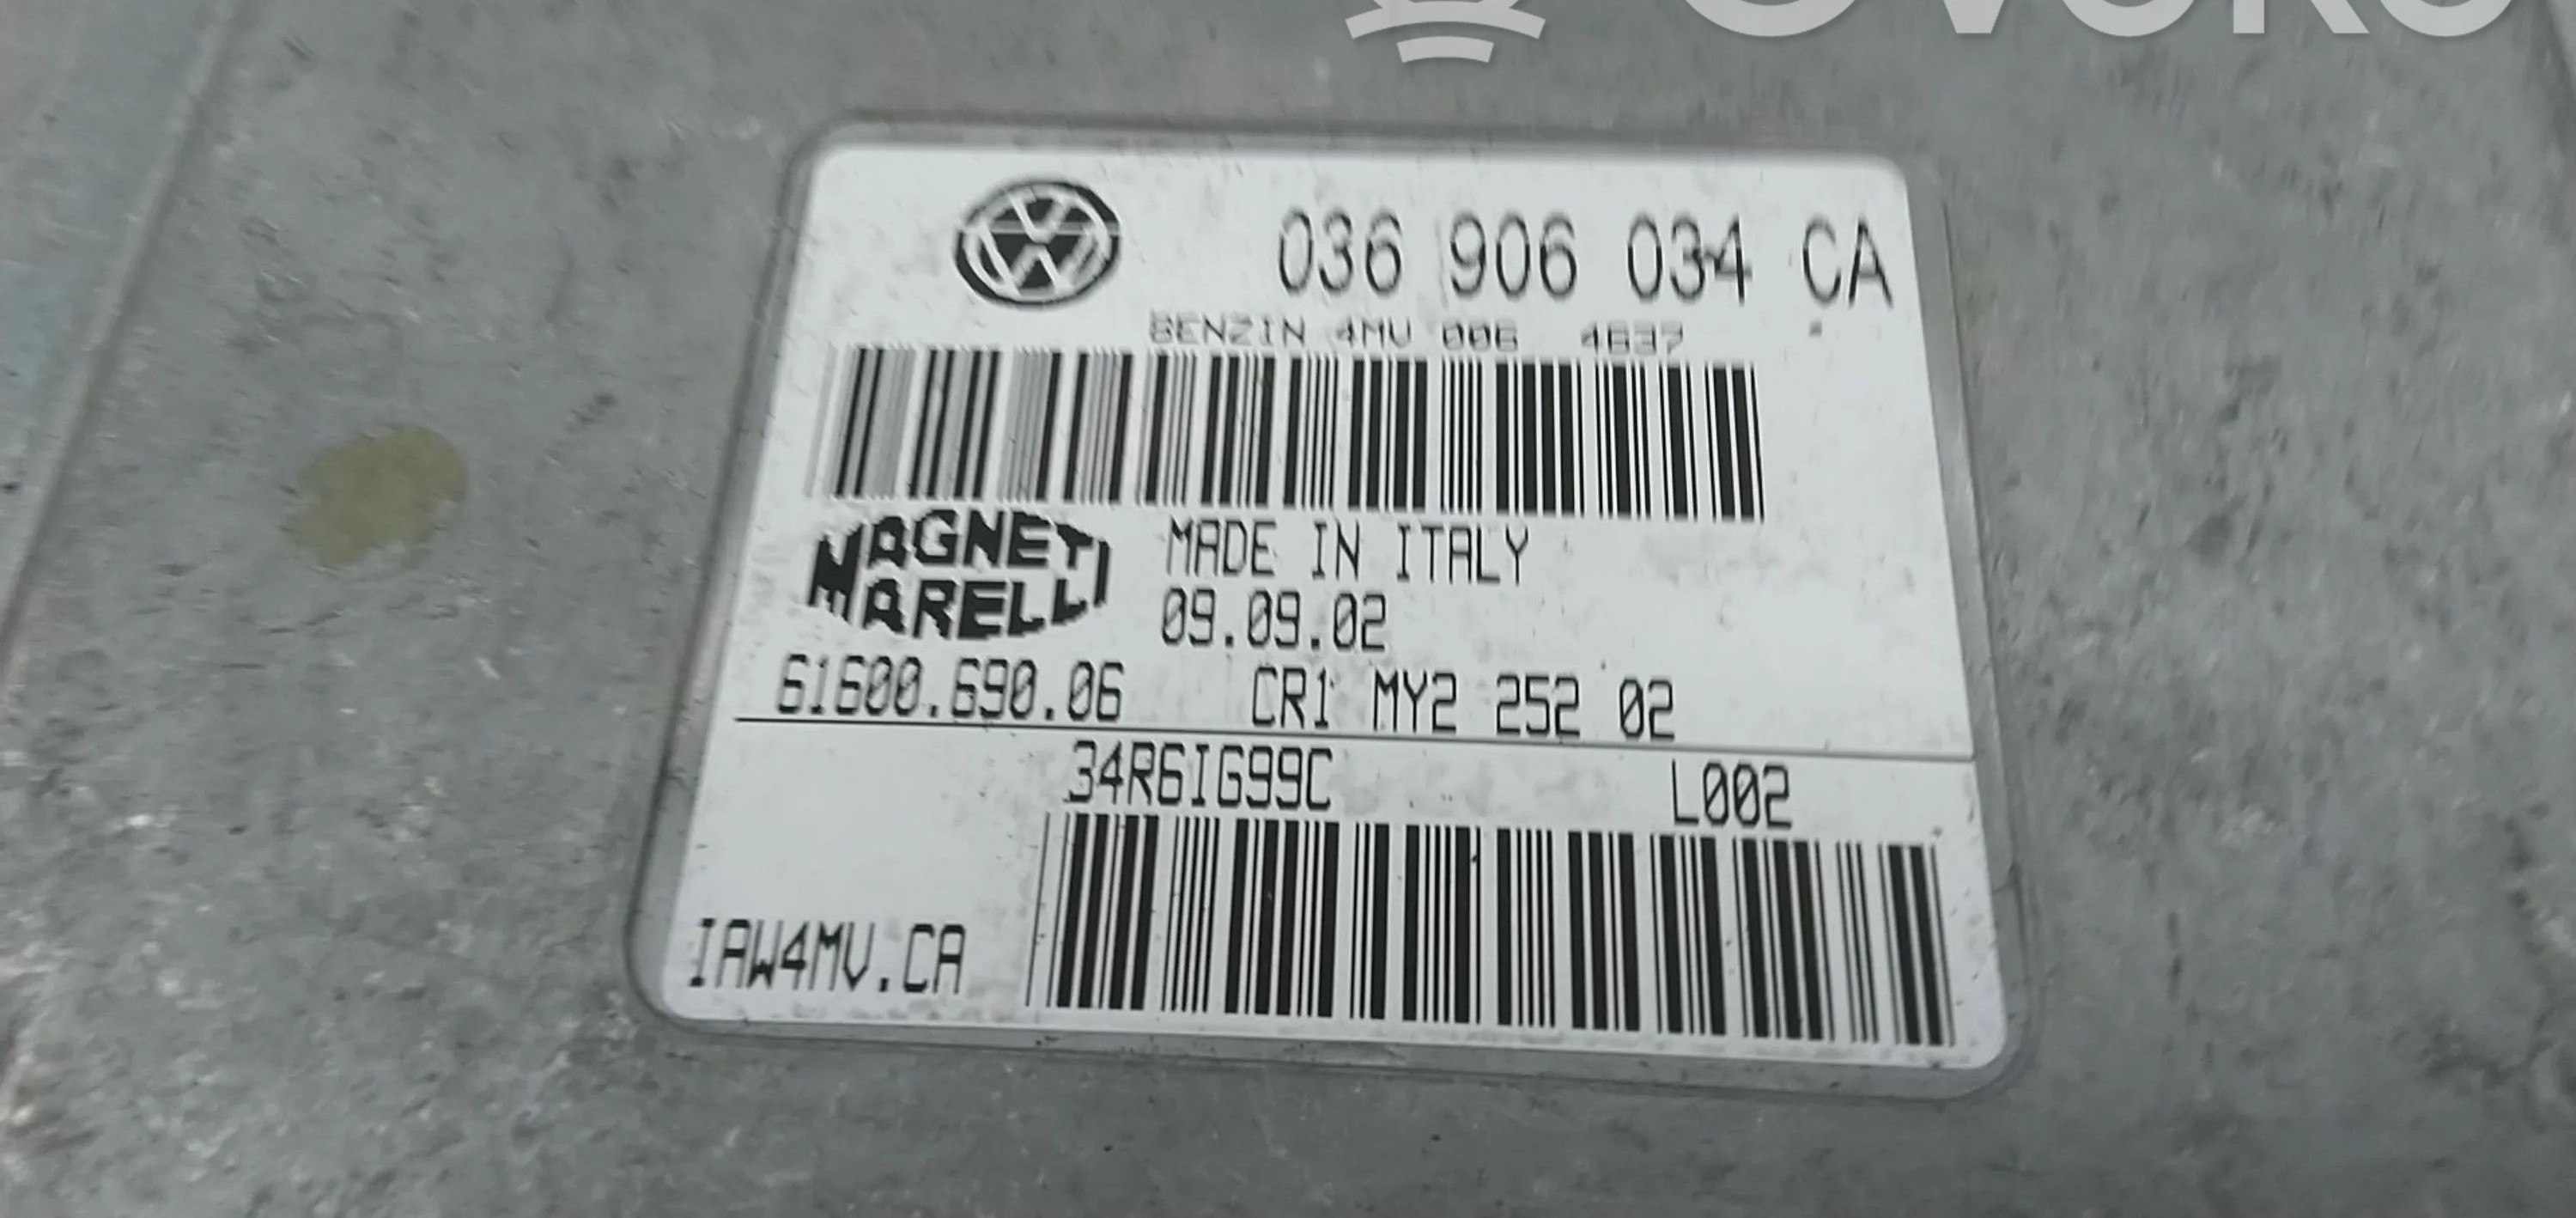 036 906 034 CA
BENZIN 4MV 006 4637
MAGNETI MARELLI
MADE IN ITALY
09.09.02
61600.690.06 CR1 MY2 252 02
34R6IG99C L002
IAW4MV.CA